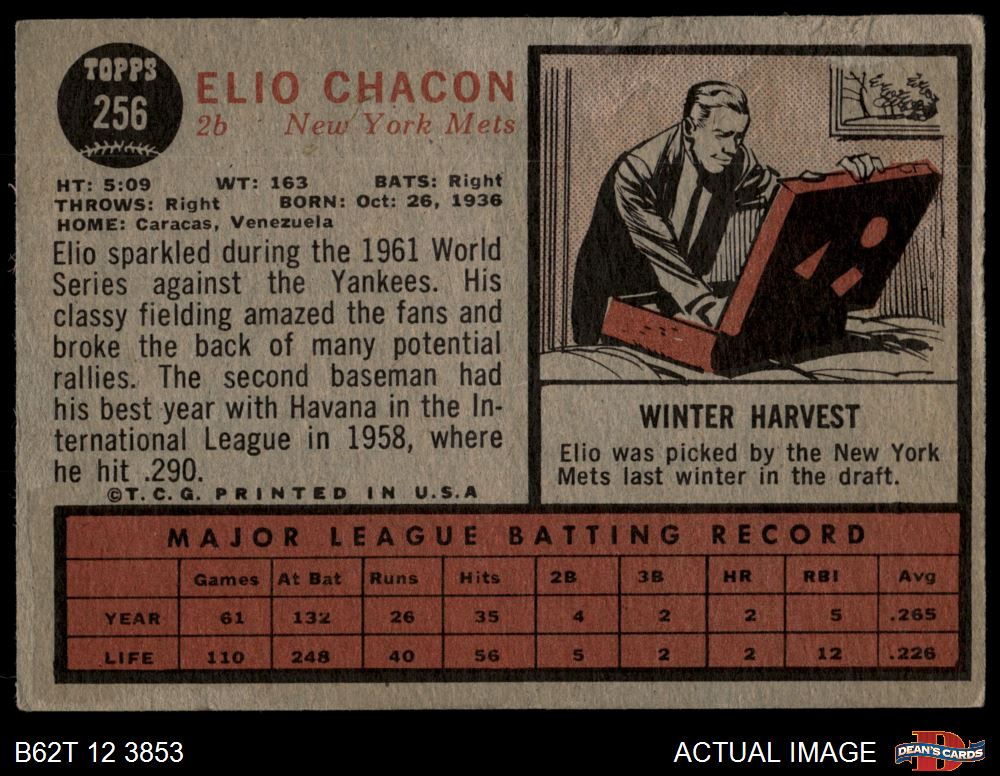 TOPPS
256
ELIO CHACON
2b New York Mets
HT: 5:09 WT: 163 BATS: Right
THROWS: Right BORN: Oct: 26, 1936
HOME: Caracas, Venezuela
Elio sparkled during the 1961 World
Series against the Yankees. His
classy fielding amazed the fans and
broke the back of many potential
rallies. The second baseman had
his best year with Havana in the In-
ternational League in 1958, where
he hit .290.
©T.C.G. PRINTED IN U.S.A
WINTER HARVEST
Elio was picked by the New York
Mets last winter in the draft.
MAJOR LEAGUE BATTING RECORD
Games At Bat Runs Hits 2B 3B HR RBI Avg
YEAR 61 132 26 35 4 2 2 5 .265
LIFE 110 248 40 56 5 2 2 12 .226
B62T 12 3853
ACTUAL IMAGE
D
DEAN'S CARDS